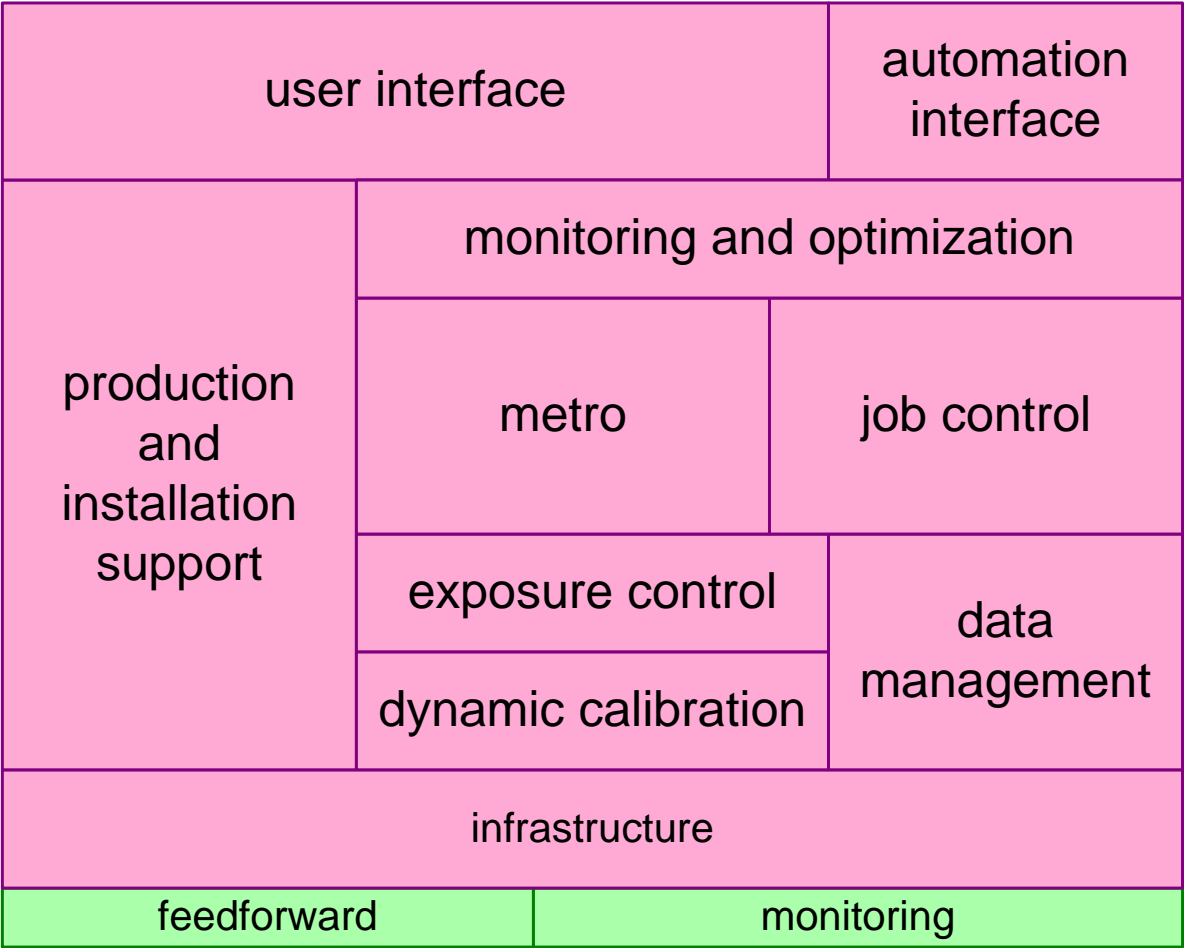 user interface
automation
interface
monitoring and optimization
production
and
installation
support
metro
job control
exposure control
data
management
dynamic calibration
infrastructure
feedforward
monitoring